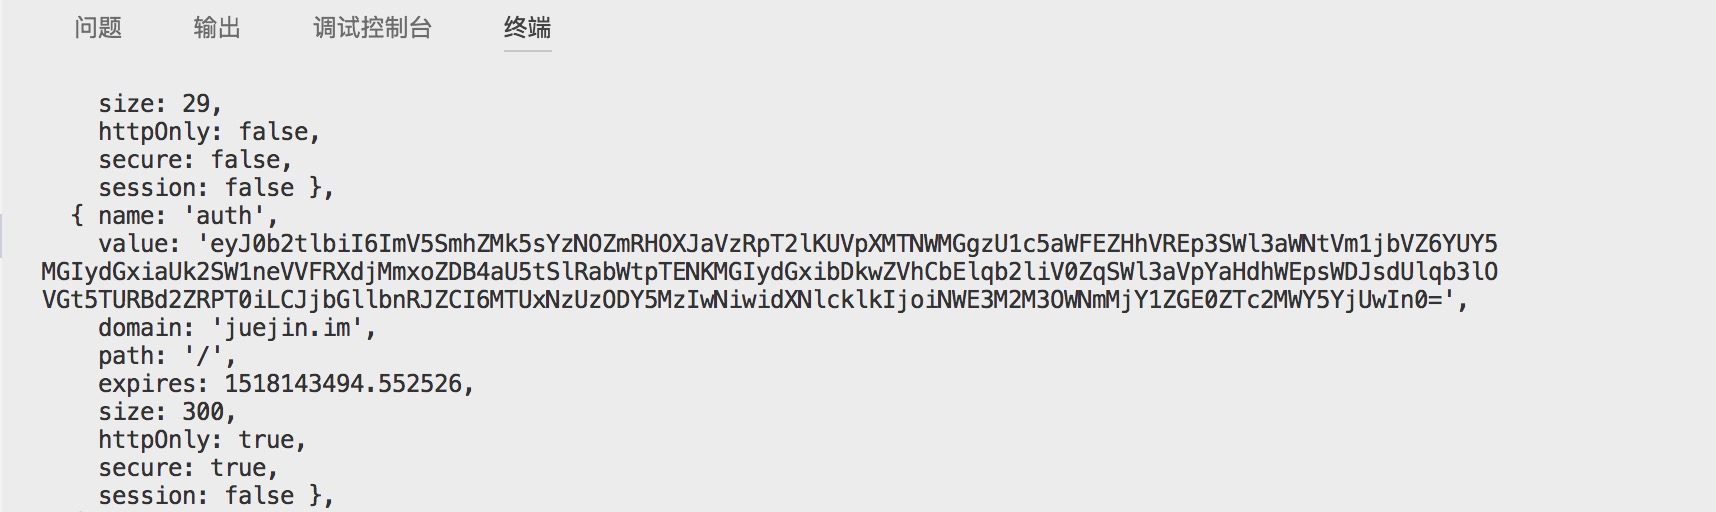 问题 输出 调试控制台 终端
size: 29,
httpOnly: false,
secure: false,
session: false },
{ name: 'auth',
value: 'eyJ0b2tlbiI6ImV5SmhZMk5sYzNOZmRHOXJaVzRpT2lKUVpXMTNWMGgzU1c5aWFEZHhVREp3SWl3aWNtVm1jbVZ6YUY5
MGIydGxiaUk2SW1neVVFRXdjMmxoZDB4aU5tSlRabWtpTENKMGIydGxibDkwZVhCbElqb2liV0ZqSWl3aVpYaHdhWEpsWDJsdUlqb3lO
VGt5TURBd2ZRPT0iLCJjbGllbnRJZCI6MTUxNzUzODY5MzIwNiwidXNlcklkIjoiNWE3M2M3OWNmMjY1ZGE0ZTc2MWY5YjUwIn0=',
domain: 'juejin.im',
path: '/',
expires: 1518143494.552526,
size: 300,
httpOnly: true,
secure: true,
session: false },